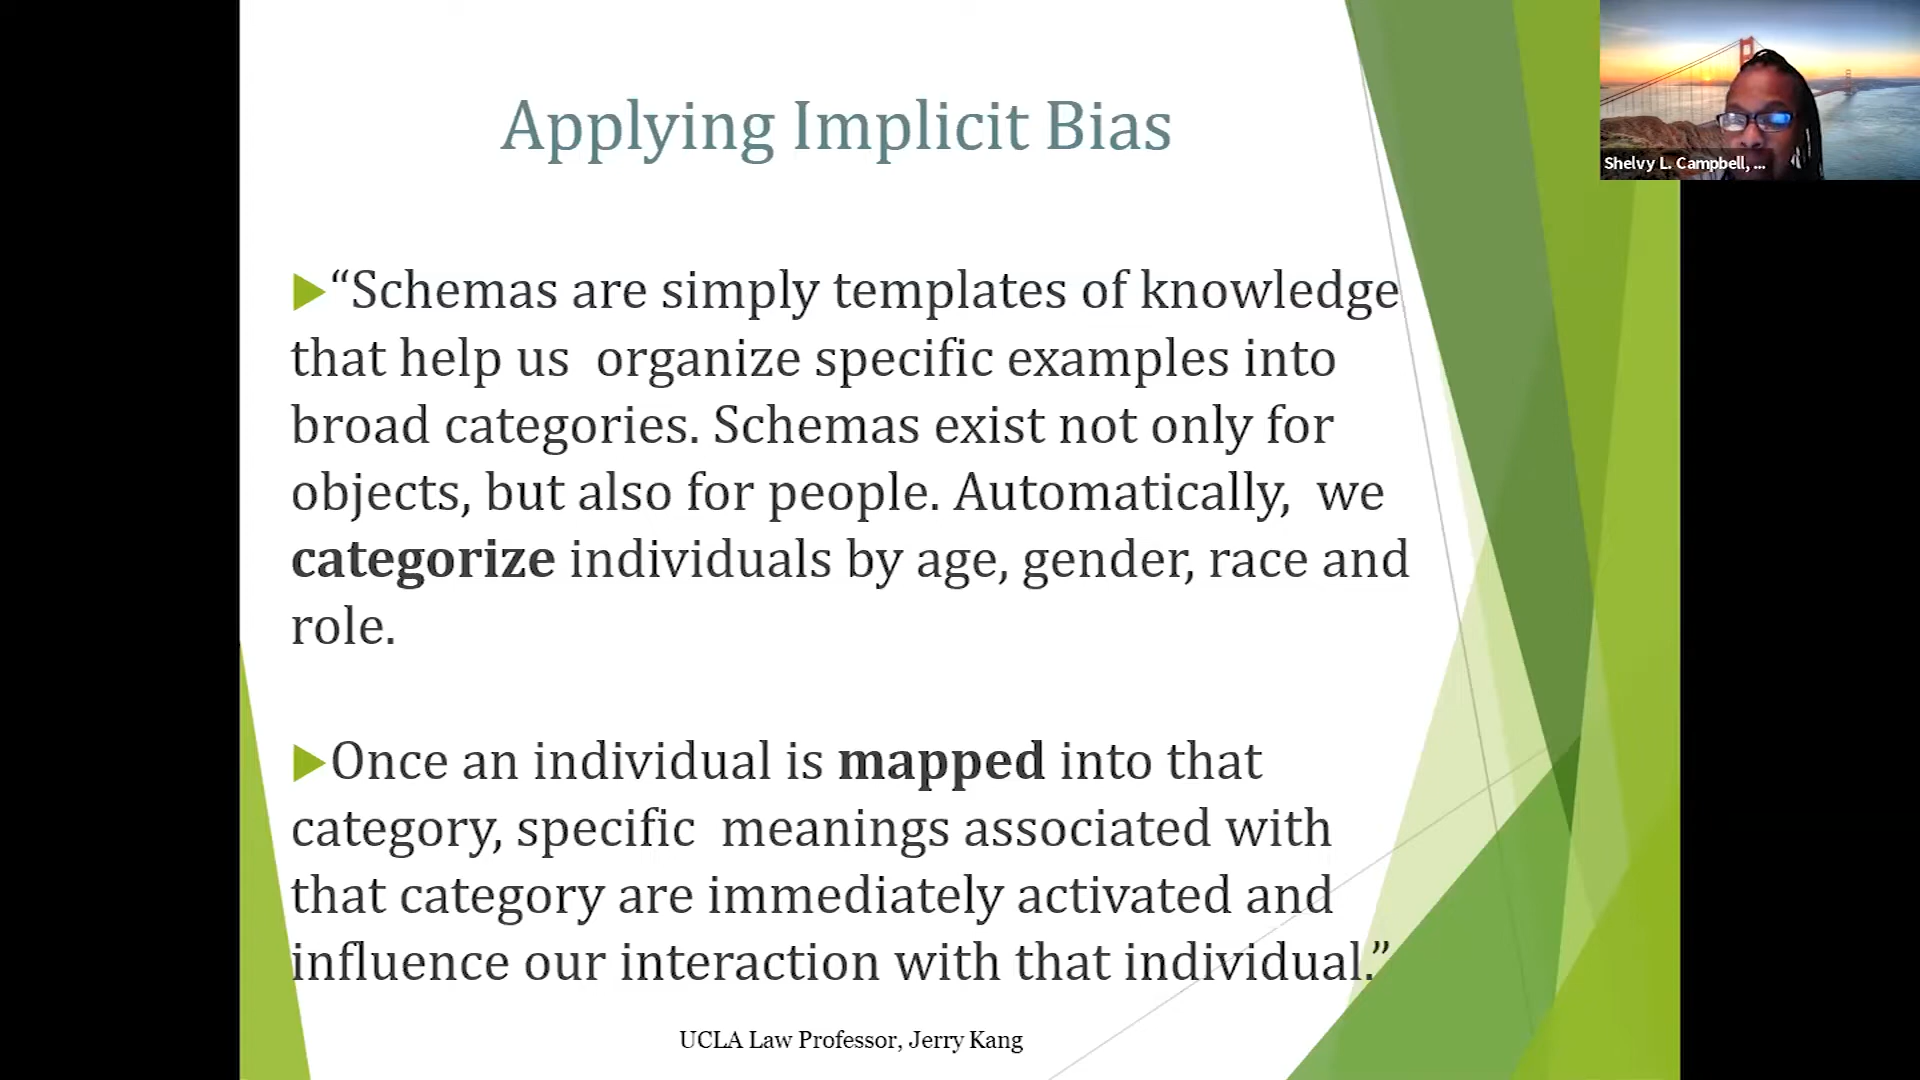 Applying Implicit Bias
Shelvy L. Campbell, ...
“Schemas are simply templates of knowledge
that help us organize specific examples into
broad categories. Schemas exist not only for
objects, but also for people. Automatically, we
categorize individuals by age, gender, race and
role.
Once an individual is mapped into that
category, specific meanings associated with
that category are immediately activated and
influence our interaction with that individual.”
UCLA Law Professor, Jerry Kang